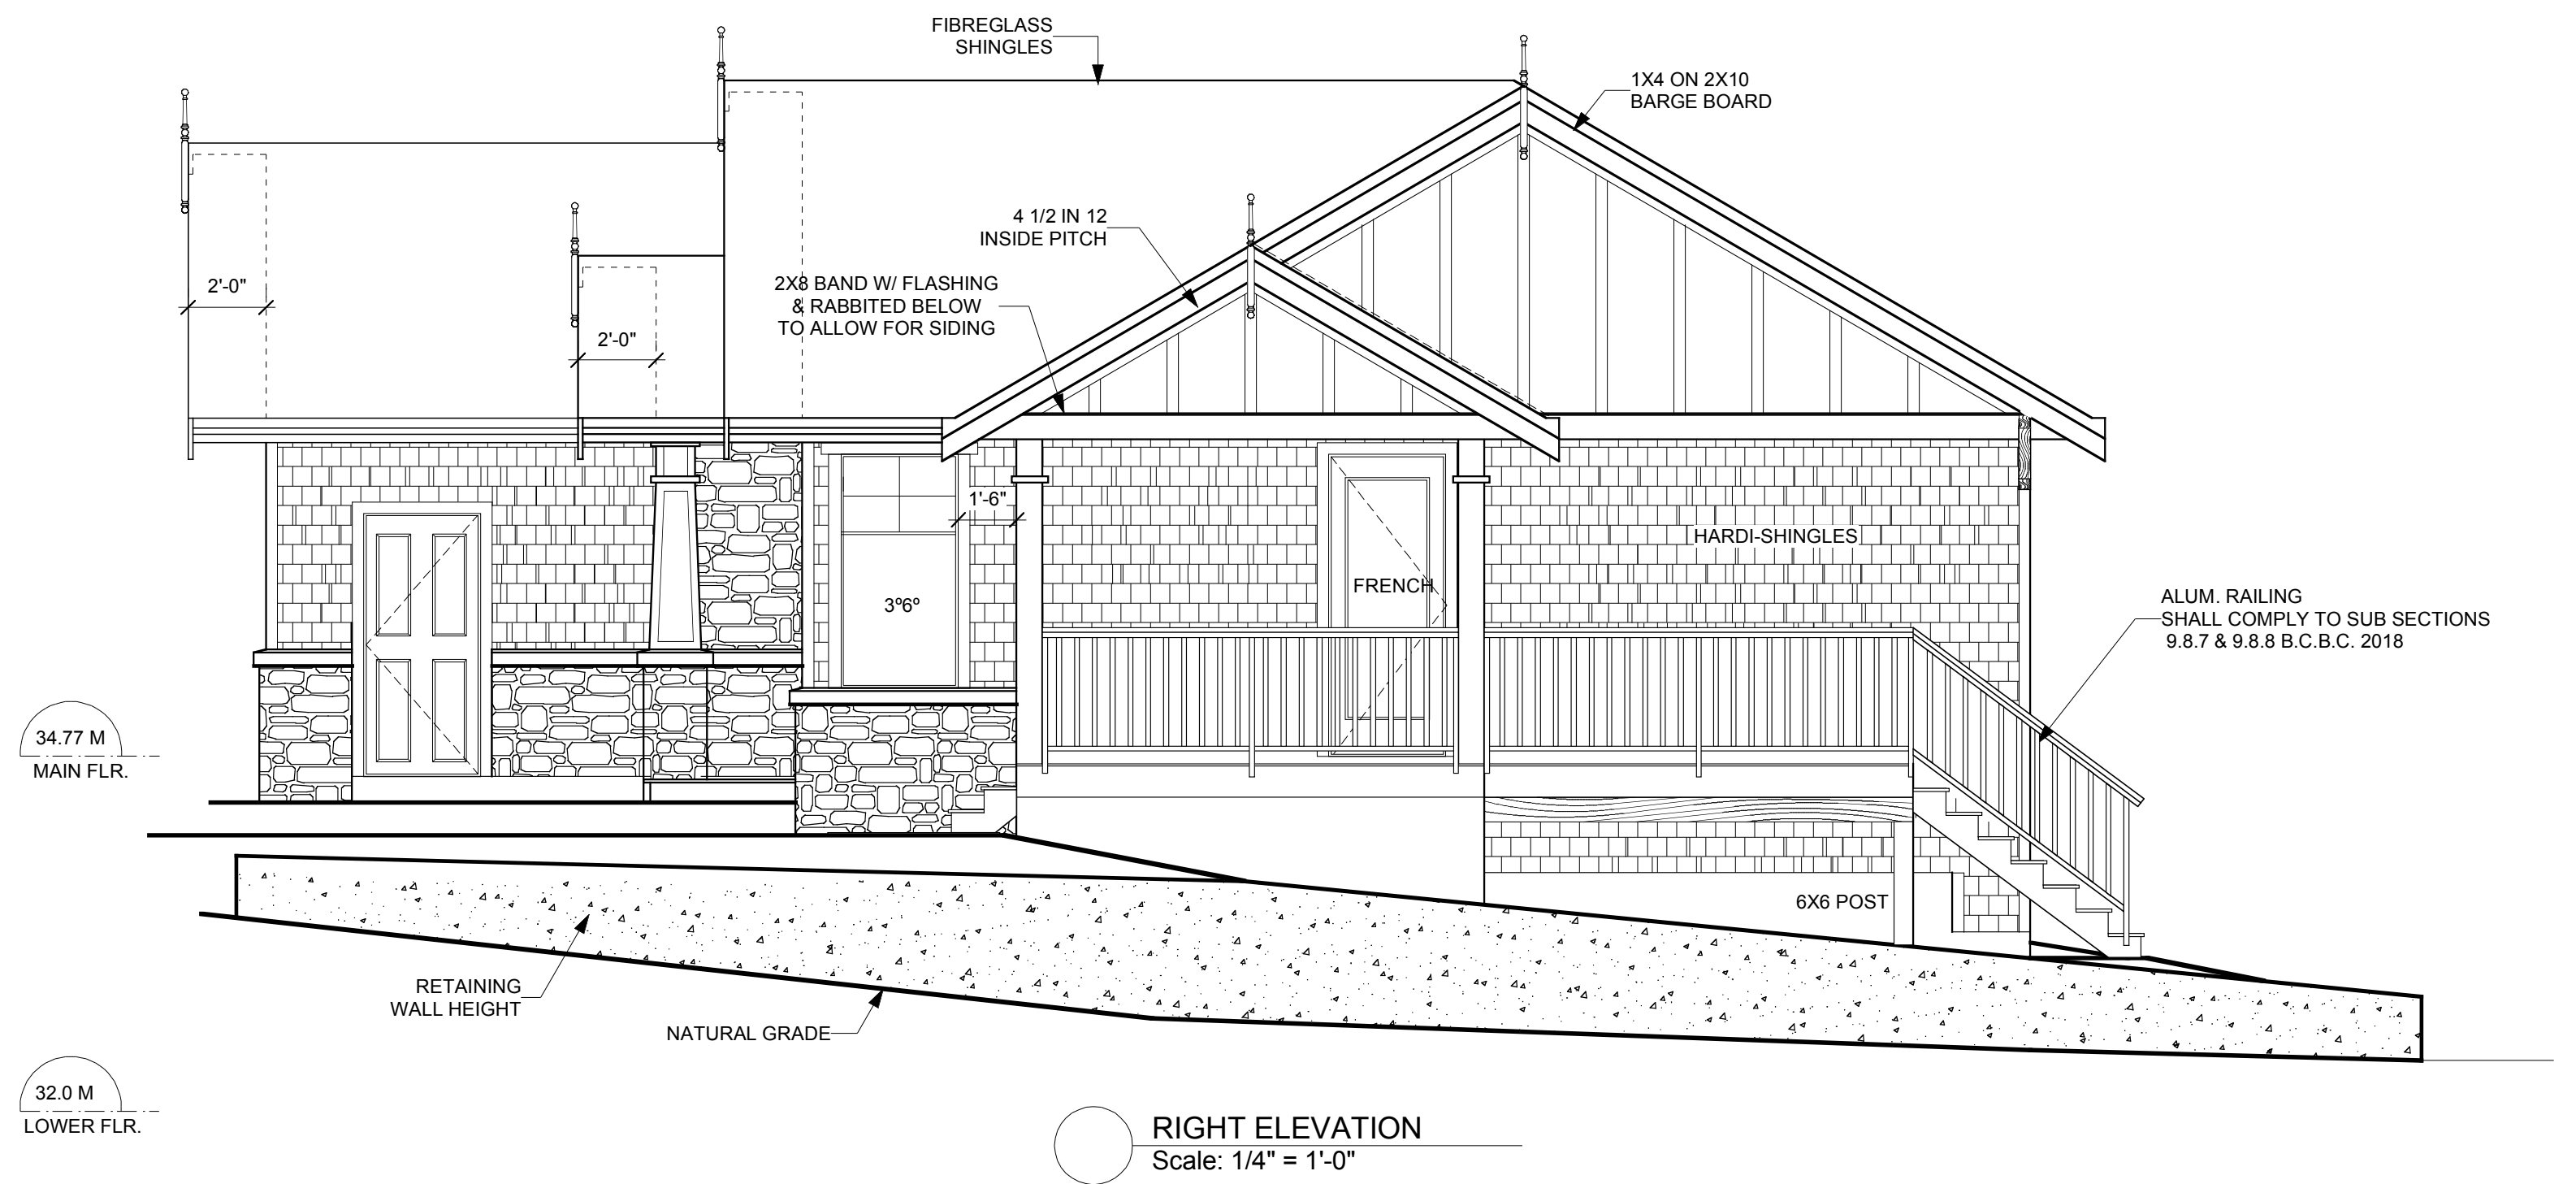 FIBREGLASS
SHINGLES
1X4 ON 2X10
BARGE BOARD
4 1/2 IN 12
INSIDE PITCH
2X8 BAND W/ FLASHING
& RABBITED BELOW
TO ALLOW FOR SIDING
2'-0"
2'-0"
1'-6"
HARDI-SHINGLES
FRENCH
3⁰6⁰
ALUM. RAILING
SHALL COMPLY TO SUB SECTIONS
9.8.7 & 9.8.8 B.C.B.C. 2018
34.77 M
MAIN FLR.
6X6 POST
RETAINING
WALL HEIGHT
NATURAL GRADE
32.0 M
LOWER FLR.
RIGHT ELEVATION
Scale: 1/4" = 1'-0"